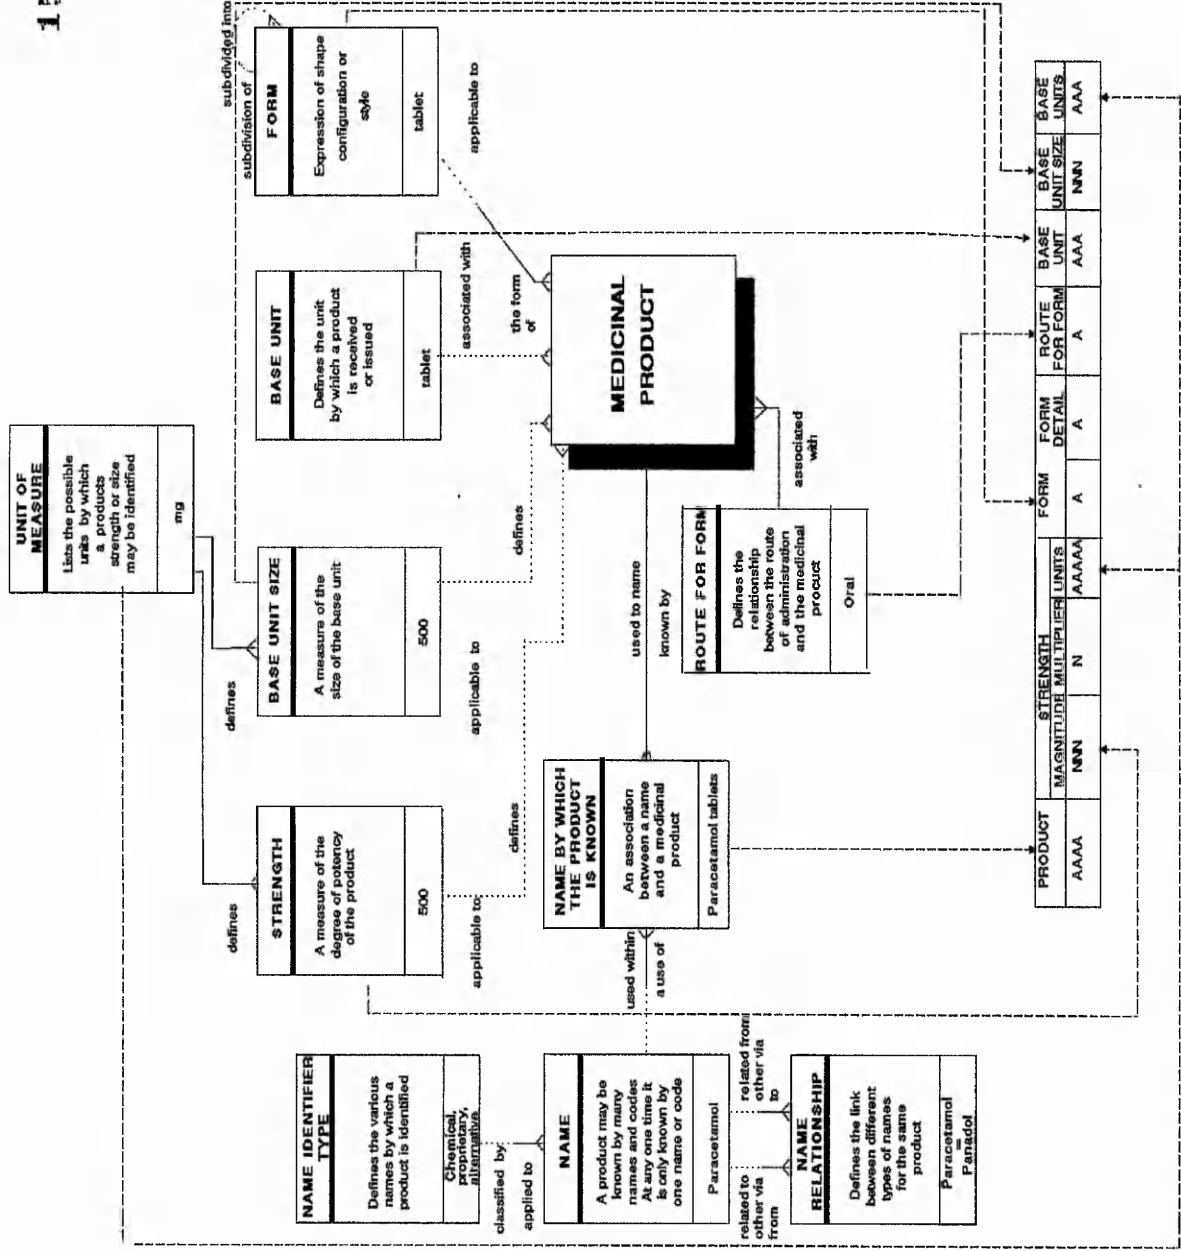 15
UNIT OF
MEASURE
Lists the possible
units by which
a products
strength or size
may be identified
mg
defines
defines
STRENGTH
A measure of the
degree of potency
of the product
500
applicable to
defines
BASE UNIT SIZE
A measure of the
size of the base unit
500
applicable to
defines
BASE UNIT
Defines the unit
by which a product
is received
or issued
tablet
associated with
subdivided into
subdivision of
FORM
Expression of shape
configuration or
style
tablet
applicable to
the form
of
MEDICINAL
PRODUCT
NAME IDENTIFIER
TYPE
Defines the various
names by which a
product is identified
Chemical,
proprietary,
alternative
classified by
applied to
NAME
A product may be
known by many
names and codes
At any time it
is only known by
one name or code
Paracetamol
used within
a use of
NAME BY WHICH
THE PRODUCT
IS KNOWN
An association
between a name
and a medicinal
product
Paracetamol tablets
used to name
known by
ROUTE FOR FORM
Defines the
relationship
between the route
of administration
and the medicinal
procuct
Oral
associated
with
related to
other via
from
related from
other via
to
NAME
RELATIONSHIP
Defines the link
between different
types of names
for the same
product
Paracetamol
=
Panadol
PRODUCT
AAAA
STRENGTH
MAGNITUDE MULTIPLIER UNITS
NNN N AAAAA
FORM
A
FORM
DETAIL
A
ROUTE
FOR FORM
A
BASE
UNIT
AAA
BASE
UNIT SIZE
NNN
BASE
UNITS
AAA